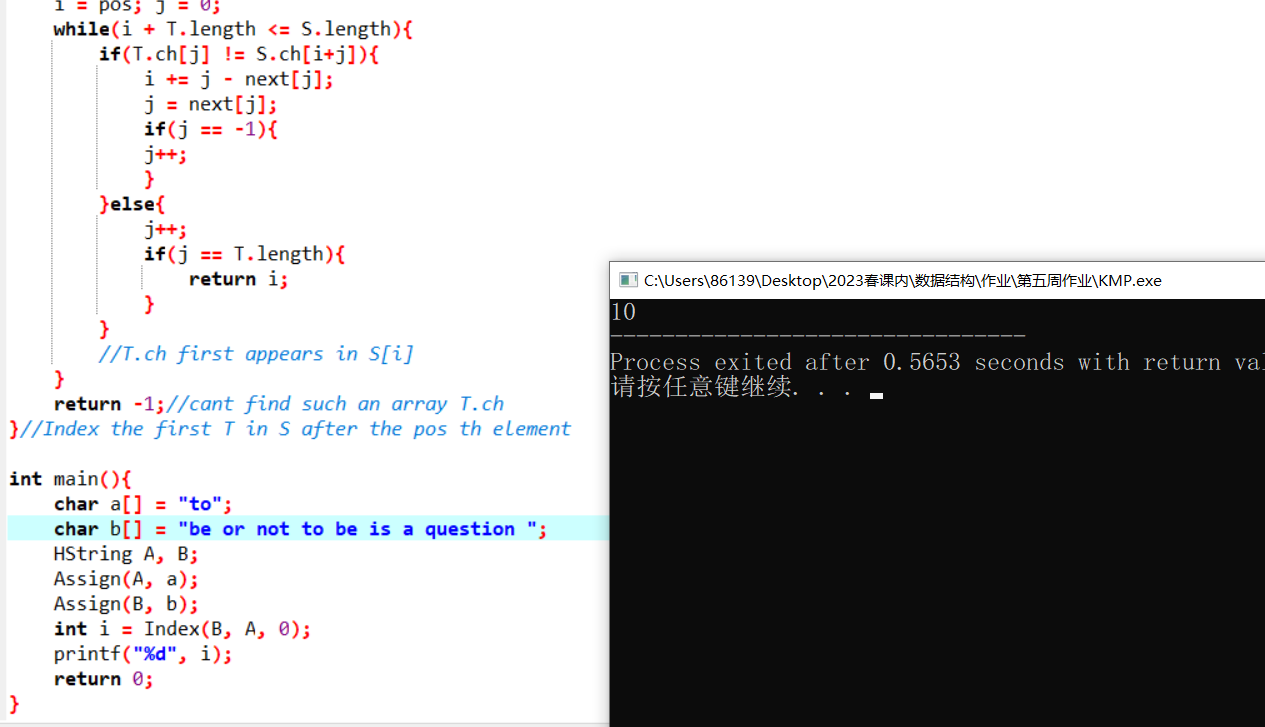 i = pos; j = 0;
while(i + T.length <= S.length){
if(T.ch[j] != S.ch[i+j]){
i += j - next[j];
j = next[j];
if(j == -1){
j++;
}
}else{
j++;
if(j == T.length){
return i;
}
}
//T.ch first appears in S[i]
}
return -1;//cant find such an array T.ch
}//Index the first T in S after the pos th element
int main(){
char a[] = "to";
char b[] = "be or not to be is a question ";
HString A, B;
Assign(A, a);
Assign(B, b);
int i = Index(B, A, 0);
printf("%d", i);
return 0;
}
C:\Users\86139\Desktop\2023春课内\数据结构\作业\第五周作业\KMP.exe
10
--------------------------------
Process exited after 0.5653 seconds with return val
请按任意键继续. . .